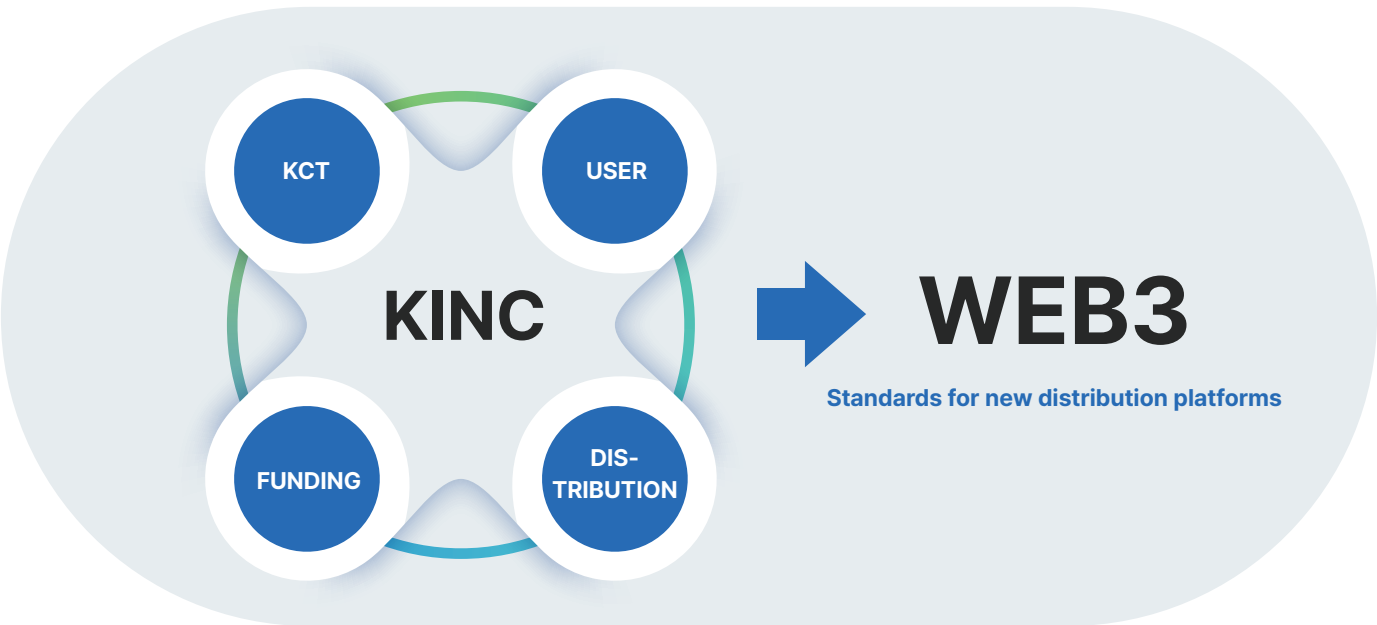 KCT
USER
KINC
FUNDING
DIS-
TRIBUTION
WEB3
Standards for new distribution platforms